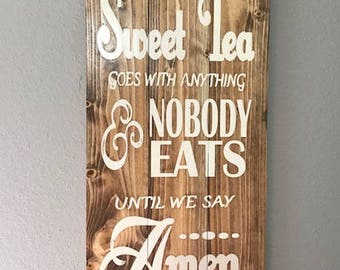 Sweet Tea
GOES WITH ANYTHING
& NOBODY
EATS
UNTIL WE SAY
Amen